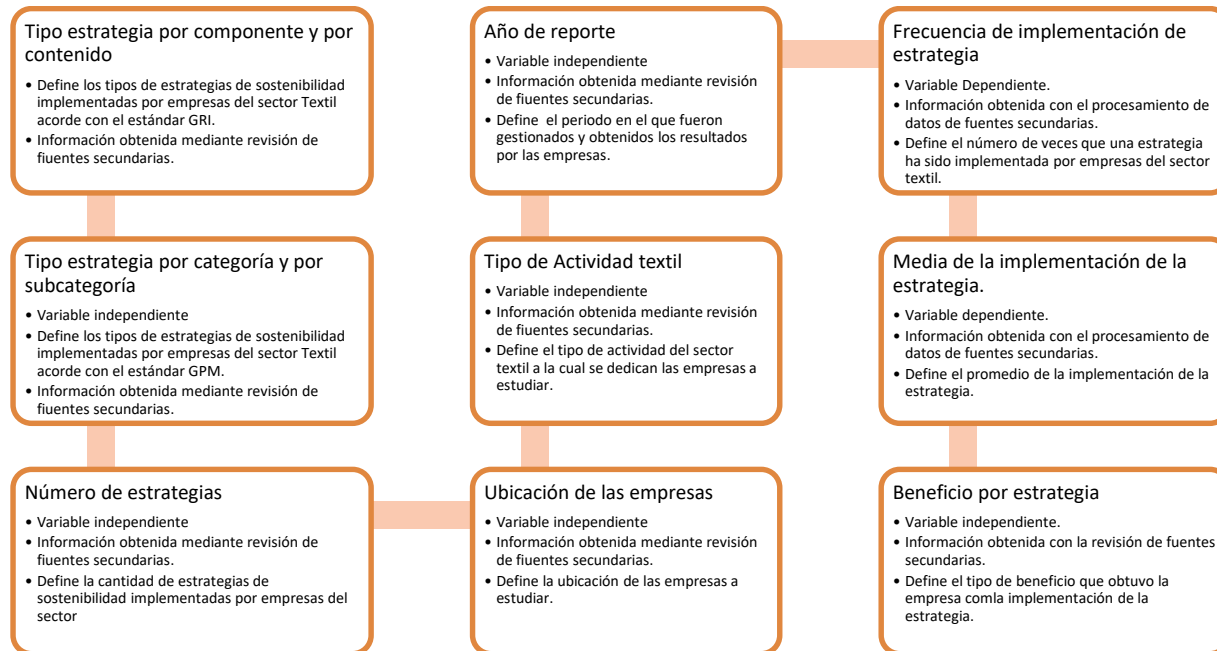 Tipo estrategia por componente y por
contenido
• Define los tipos de estrategias de sostenibilidad
implementadas por empresas del sector Textil
acorde con el estándar GRI.
• Información obtenida mediante revisión de
fiuentes secundarias.
Tipo estrategia por categoría y por
subcategoría
• Variable independiente
• Define los tipos de estrategias de sostenibilidad
implementadas por empresas del sector Textil
acorde con el estándar GPM.
• Información obtenida mediante revisión de
fiuentes secundarias.
Número de estrategias
• Variable independiente
• Información obtenida mediante revisión de
fiuentes secundarias.
• Define la cantidad de estrategias de
sostenibilidad implementadas por empresas del
sector
Ubicación de las empresas
• Variable independiente
• Información obtenida mediante revisión
de fiuentes secundarias.
• Define la ubicación de las empresas a
estudiar.
Tipo de Actividad textil
• Variable independiente
• Información obtenida mediante revisión
de fiuentes secundarias.
• Define el tipo de actividad del sector
textil a la cual se dedican las empresas a
estudiar.
Año de reporte
• Variable independiente
• Información obtenida mediante revisión
de fiuentes secundarias.
• Define  el periodo en el que fueron
gestionados y obtenidos los resultados
por las empresas.
Frecuencia de implementación de
estrategia
• Variable Dependiente.
• Información obtenida con el procesamiento de
datos de fuentes secundarias.
• Define el número de veces que una estrategia
ha sido implementada por empresas del sector
textil.
Media de la implementación de la
estrategia.
• Variable dependiente.
• Información obtenida con el procesamiento de
datos de fuentes secundarias.
• Define el promedio de la implementación de la
estrategia.
Beneficio por estrategia
• Variable independiente.
• Información obtenida con la revisión de fuentes
secundarias.
• Define el tipo de beneficio que obtuvo la
empresa comla implementación de la
estrategia.